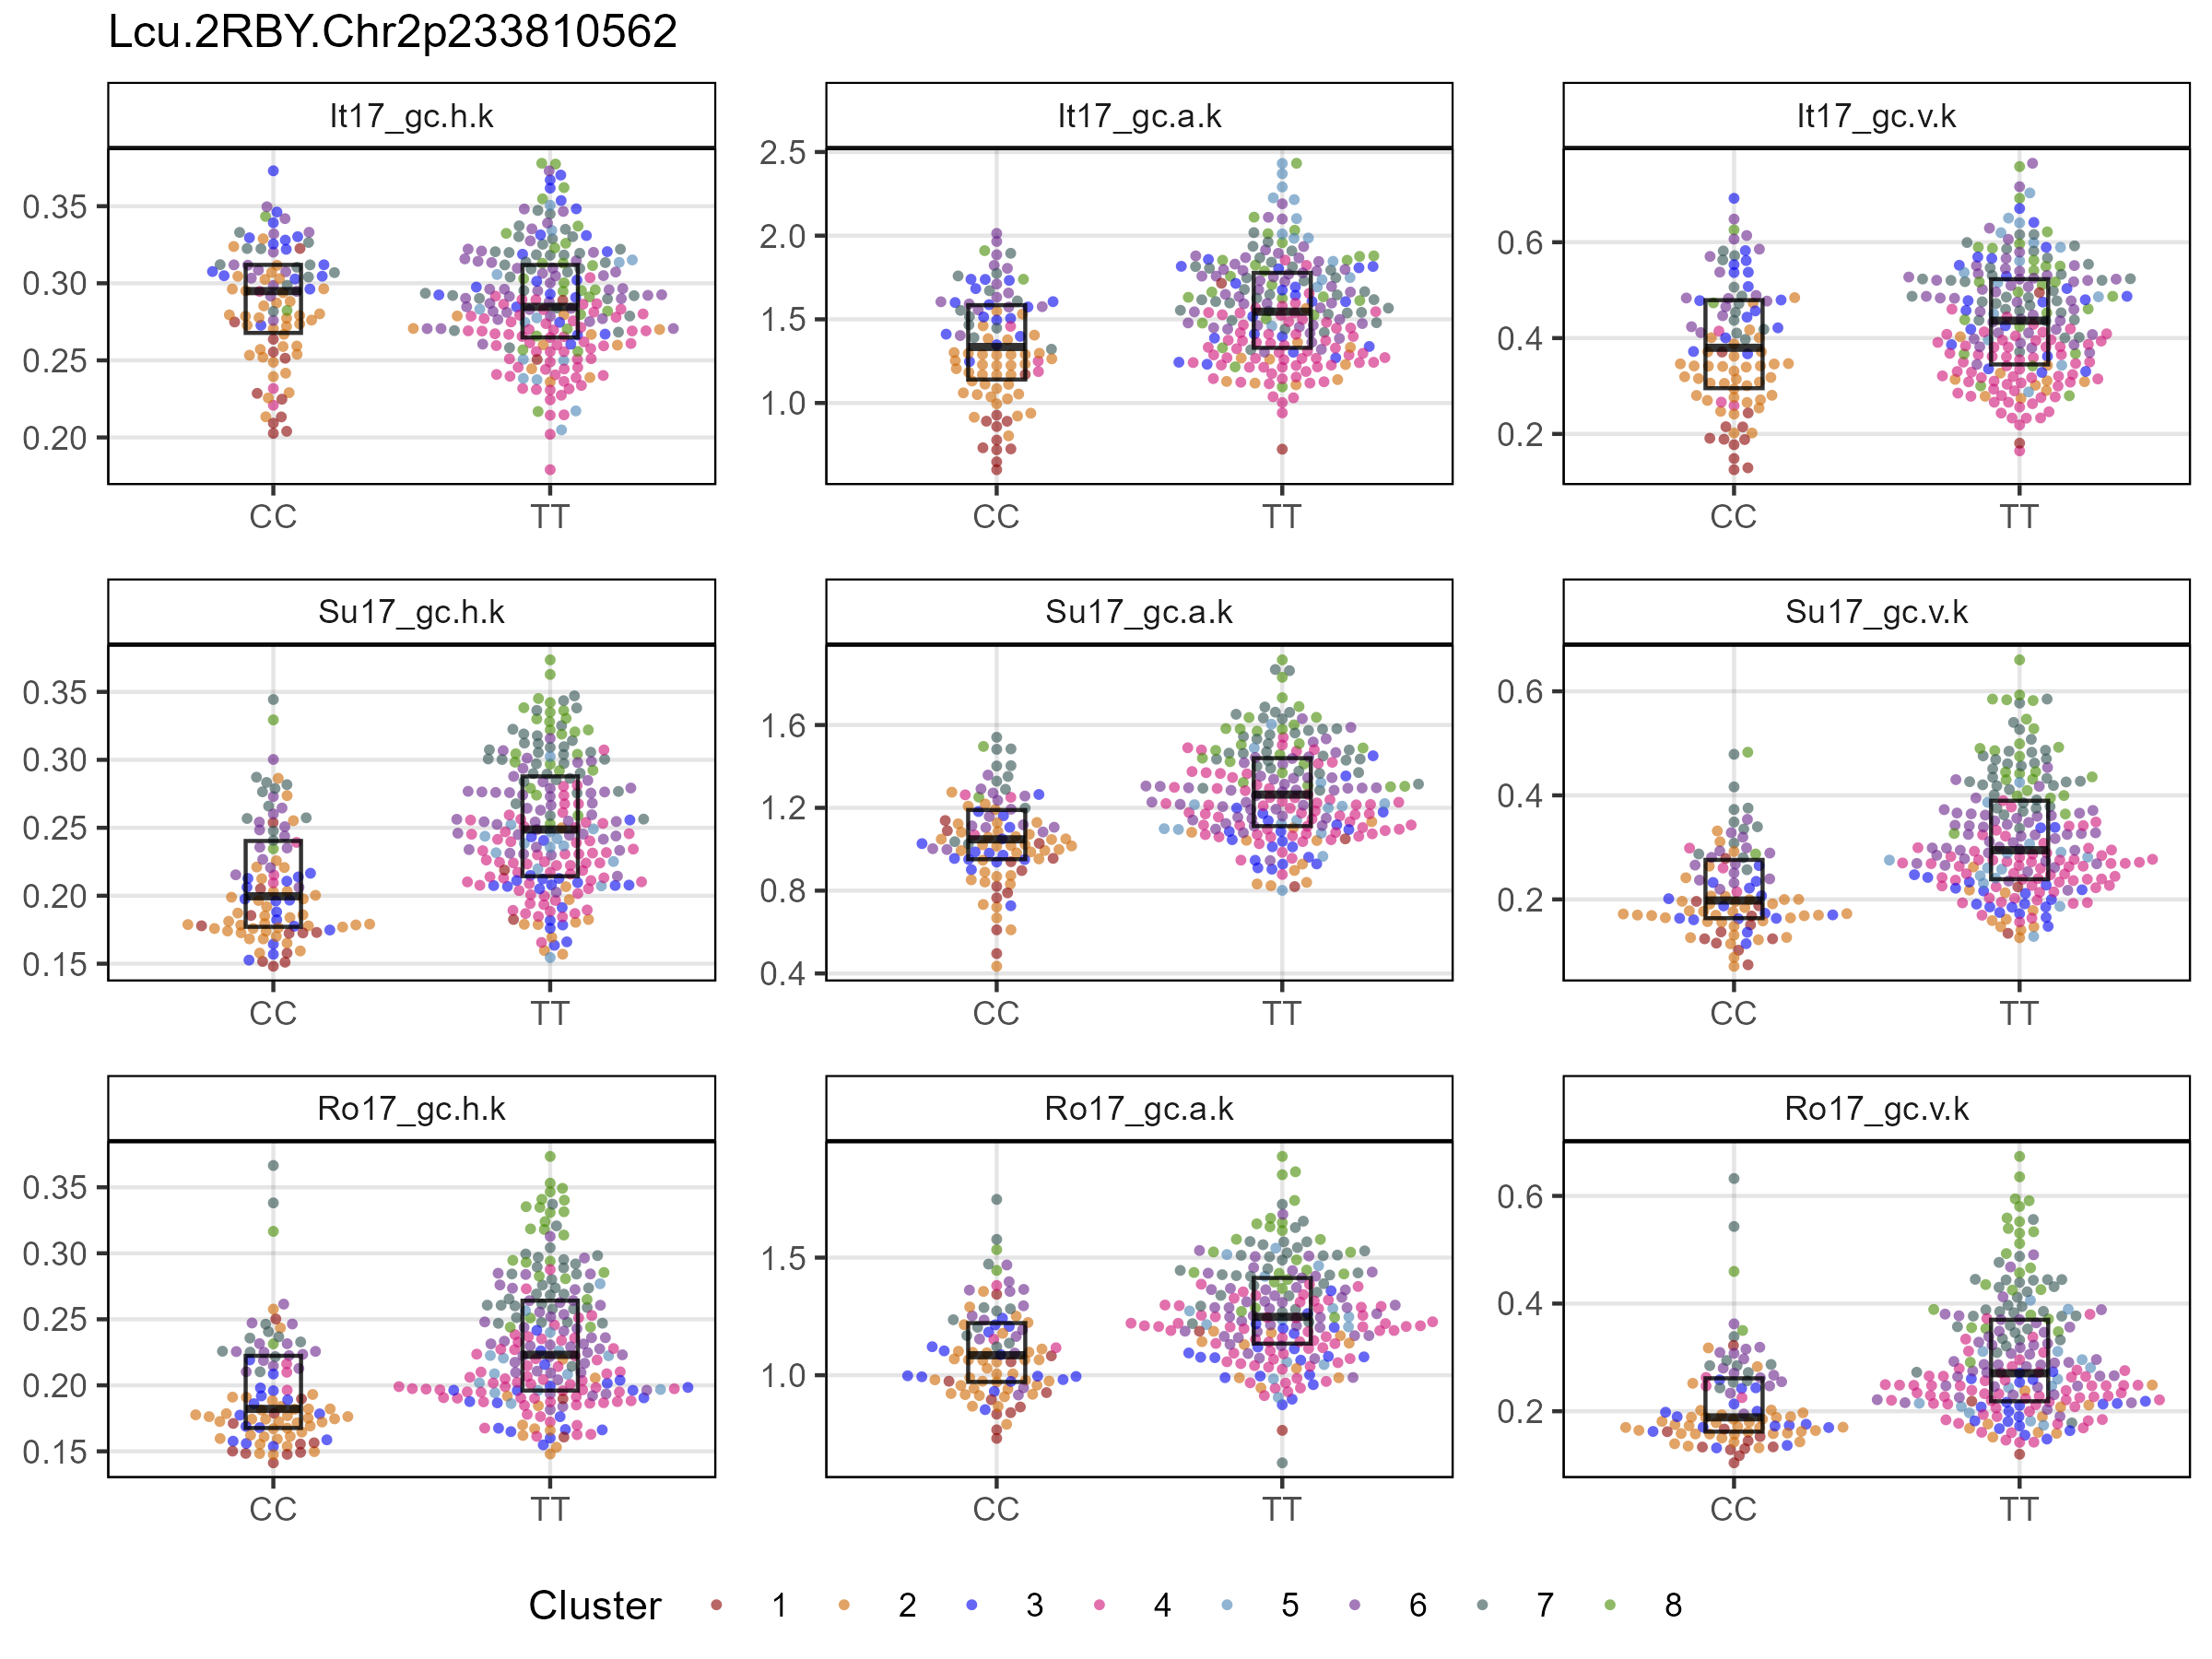 Lcu.2RBY.Chr2p233810562
It17_gc.h.k
It17_gc.a.k
It17_gc.v.k
0.35
0.30
0.25
0.20
2.5
2.0
1.5
1.0
0.6
0.4
0.2
CC TT
CC TT
CC TT
Su17_gc.h.k
Su17_gc.a.k
Su17_gc.v.k
0.35
0.30
0.25
0.20
0.15
1.6
1.2
0.8
0.4
0.6
0.4
0.2
CC TT
CC TT
CC TT
Ro17_gc.h.k
Ro17_gc.a.k
Ro17_gc.v.k
0.35
0.30
0.25
0.20
0.15
1.5
1.0
0.6
0.4
0.2
CC TT
CC TT
CC TT
Cluster 1 2 3 4 5 6 7 8